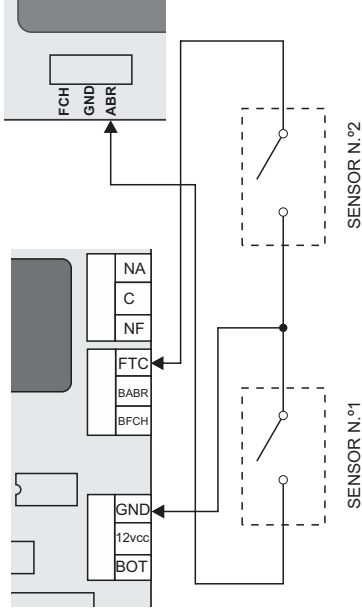 FCH
GND
ABR
SENSOR N.º2
NA
C
NF
FTC
BABR
BFCH
SENSOR N.º1
GND
12vcc
BOT